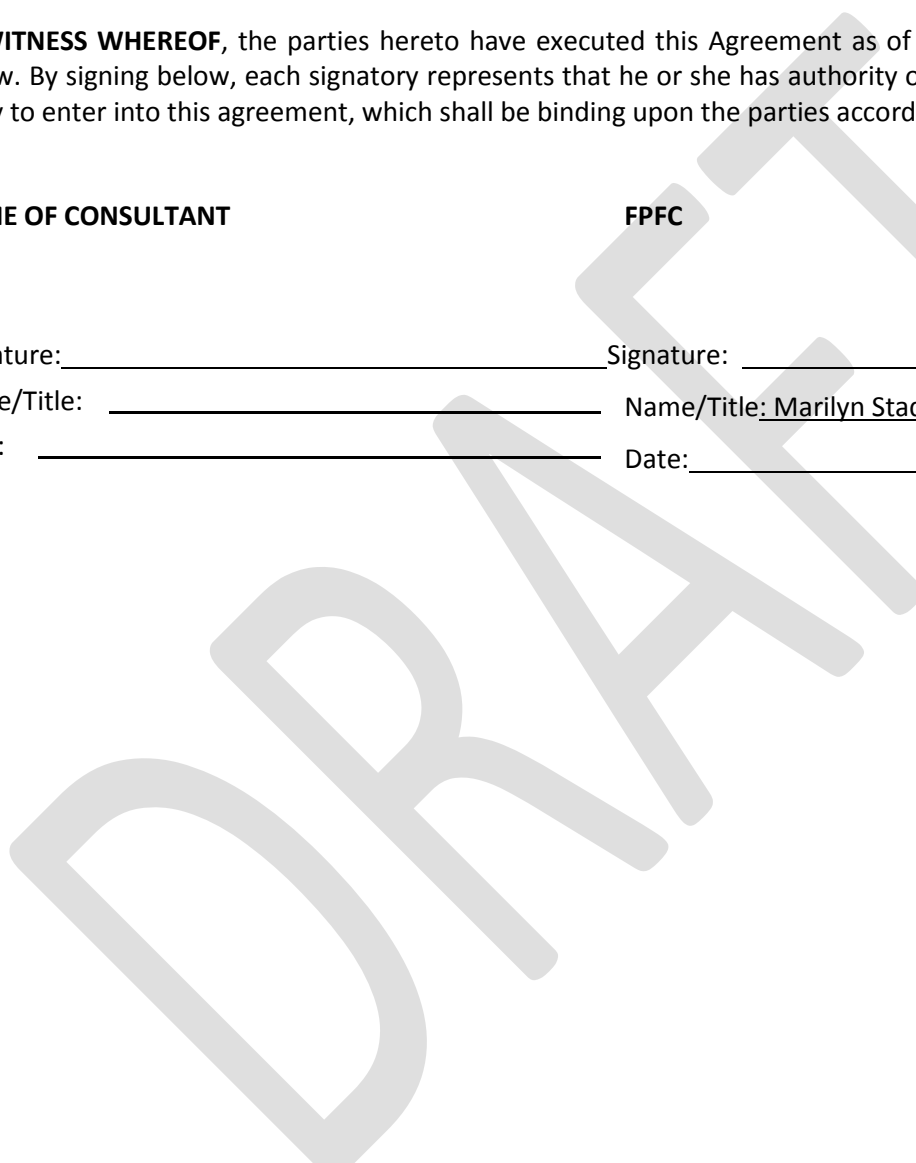 WITNESS WHEREOF, the parties hereto have executed this Agreement as of
w. By signing below, each signatory represents that he or she has authority o
y to enter into this agreement, which shall be binding upon the parties accord
E OF CONSULTANT FPFC
ature: Signature:
e/Title: Name/Title: Marilyn Stad
: Date:
DRAFT